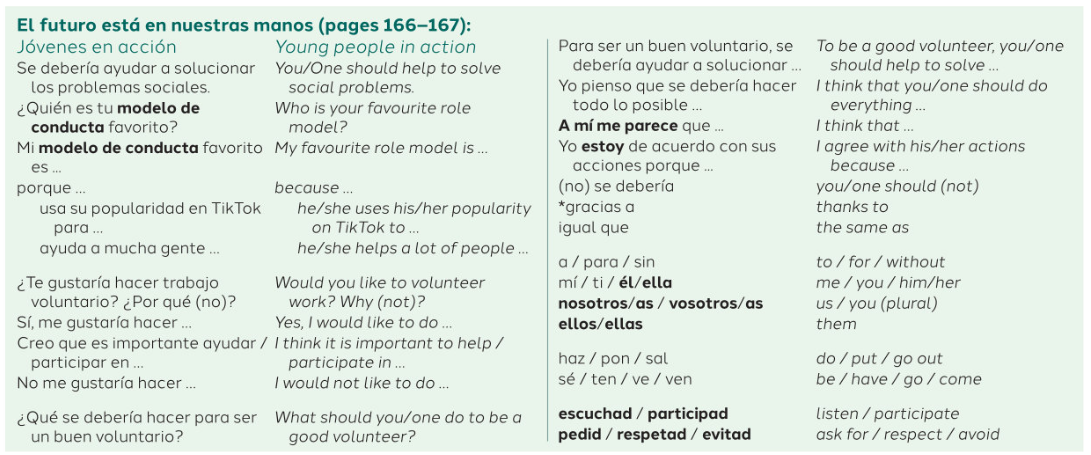 El futuro está en nuestras manos (pages 166–167):
Jóvenes en acción Young people in action
Se debería ayudar a solucionar You/One should help to solve
los problemas sociales. social problems.
¿Quién es tu modelo de Who is your favourite role
conducta favorito? model?
Mi modelo de conducta favorito My favourite role model is ...
es ...
porque ... because ...
usa su popularidad en TikTok he/she uses his/her popularity
para ... on TikTok to ...
ayuda a mucha gente ... he/she helps a lot of people ...
¿Te gustaría hacer trabajo Would you like to volunteer
voluntario? ¿Por qué (no)? work? Why (not)?
Sí, me gustaría hacer ... Yes, I would like to do ...
Creo que es importante ayudar / I think it is important to help /
participar en ... participate in ...
No me gustaría hacer ... I would not like to do ...
¿Qué se debería hacer para ser What should you/one do to be a
un buen voluntario? good volunteer?
Para ser un buen voluntario, se To be a good volunteer, you/one
debería ayudar a solucionar ... should help to solve ...
Yo pienso que se debería hacer I think that you/one should do
todo lo posible ... everything ...
A mí me parece que ... I think that ...
Yo estoy de acuerdo con sus I agree with his/her actions
acciones porque ... because ...
(no) se debería you/one should (not)
*gracias a thanks to
igual que the same as
a / para / sin to / for / without
mí / ti / él/ella me / you / him/her
nosotros/as / vosotros/as us / you (plural)
ellos/ellas them
haz / pon / sal do / put / go out
sé / ten / ve / ven be / have / go / come
escuchad / participad listen / participate
pedid / respetad / evitad ask for / respect / avoid